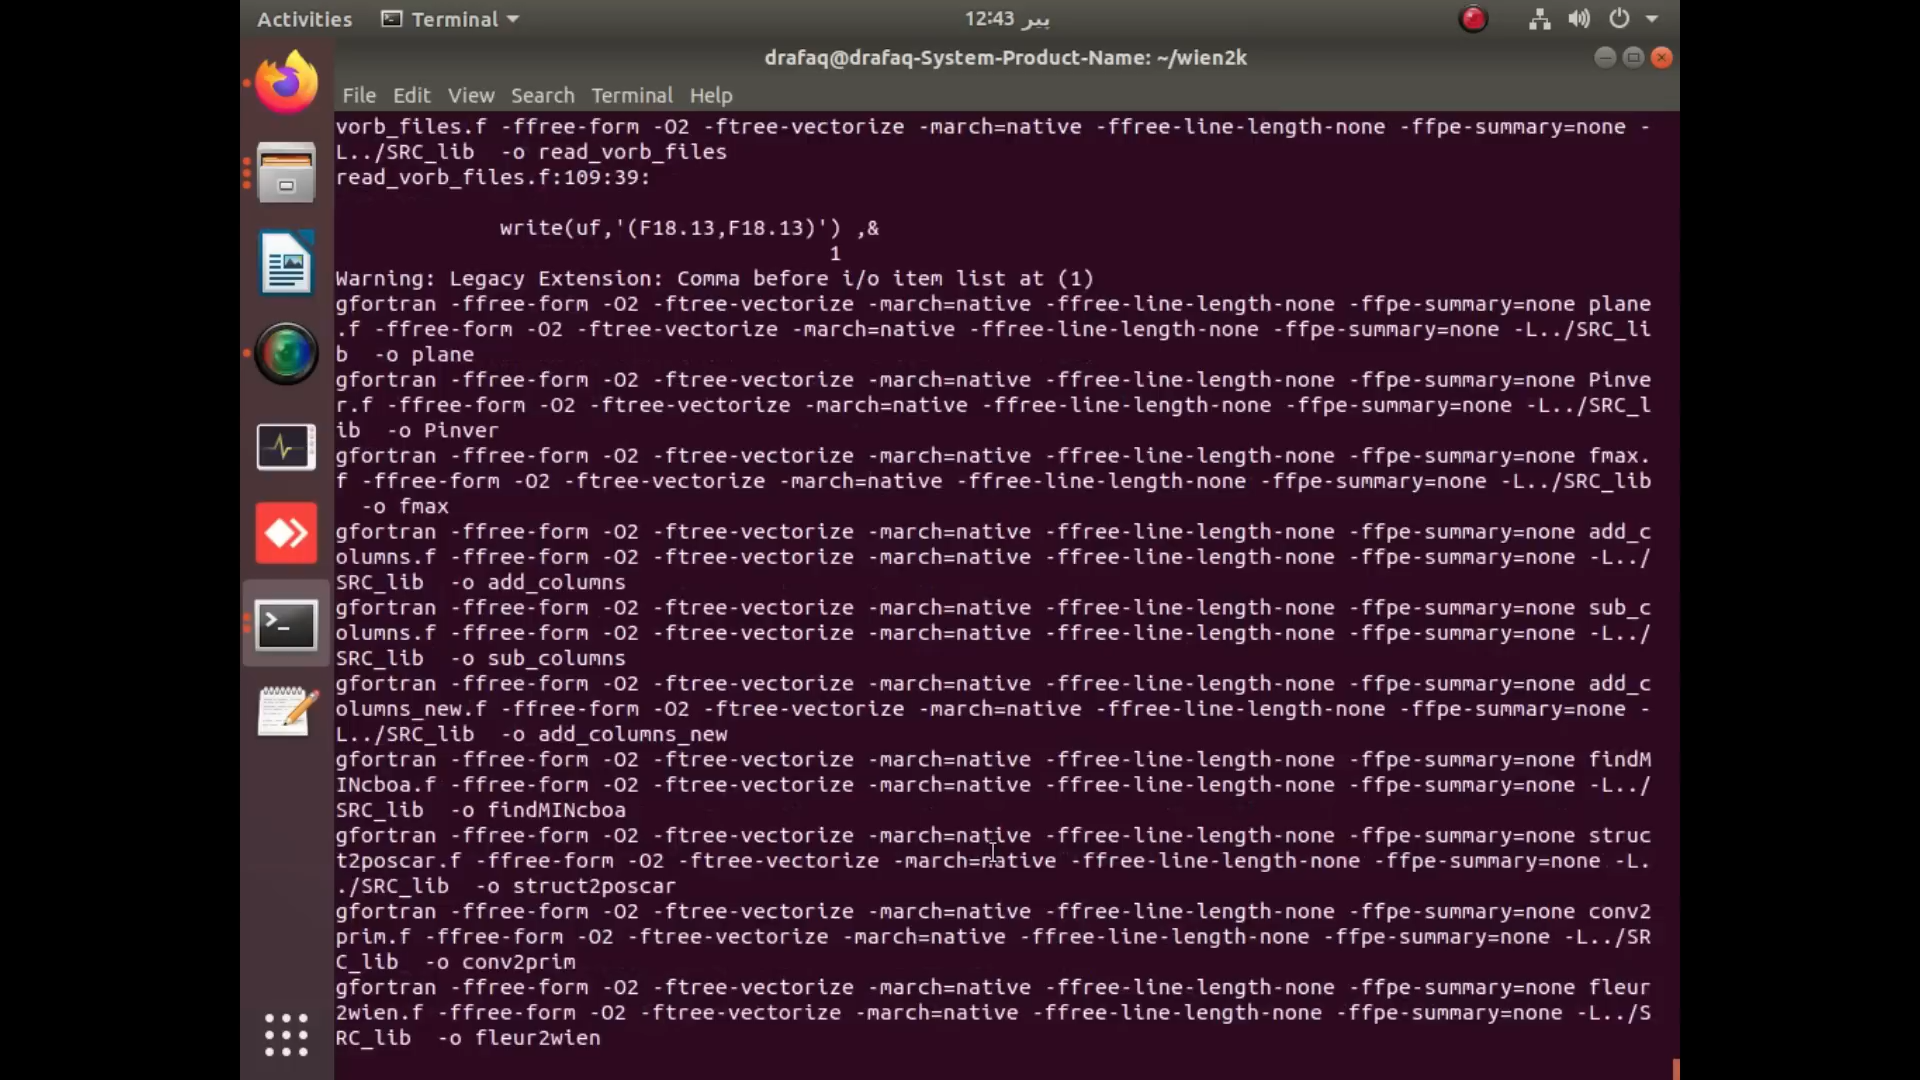 Activities
Terminal
پیر 12:43
drafaq@drafaq-System-Product-Name: ~/wien2k
File Edit View Search Terminal Help
vorb_files.f -ffree-form -O2 -ftree-vectorize -march=native -ffree-line-length-none -ffpe-summary=none -
L../SRC_lib  -o read_vorb_files
read_vorb_files.f:109:39:
write(uf,'(F18.13,F18.13)') ,&
1
Warning: Legacy Extension: Comma before i/o item list at (1)
gfortran -ffree-form -O2 -ftree-vectorize -march=native -ffree-line-length-none -ffpe-summary=none plane
.f -ffree-form -O2 -ftree-vectorize -march=native -ffree-line-length-none -ffpe-summary=none -L../SRC_li
b  -o plane
gfortran -ffree-form -O2 -ftree-vectorize -march=native -ffree-line-length-none -ffpe-summary=none Pinve
r.f -ffree-form -O2 -ftree-vectorize -march=native -ffree-line-length-none -ffpe-summary=none -L../SRC_l
ib  -o Pinver
gfortran -ffree-form -O2 -ftree-vectorize -march=native -ffree-line-length-none -ffpe-summary=none fmax.
f -ffree-form -O2 -ftree-vectorize -march=native -ffree-line-length-none -ffpe-summary=none -L../SRC_lib
-o fmax
gfortran -ffree-form -O2 -ftree-vectorize -march=native -ffree-line-length-none -ffpe-summary=none add_c
olumns.f -ffree-form -O2 -ftree-vectorize -march=native -ffree-line-length-none -ffpe-summary=none -L../
SRC_lib  -o add_columns
gfortran -ffree-form -O2 -ftree-vectorize -march=native -ffree-line-length-none -ffpe-summary=none sub_c
olumns.f -ffree-form -O2 -ftree-vectorize -march=native -ffree-line-length-none -ffpe-summary=none -L../
SRC_lib  -o sub_columns
gfortran -ffree-form -O2 -ftree-vectorize -march=native -ffree-line-length-none -ffpe-summary=none add_c
olumns_new.f -ffree-form -O2 -ftree-vectorize -march=native -ffree-line-length-none -ffpe-summary=none -
L../SRC_lib  -o add_columns_new
gfortran -ffree-form -O2 -ftree-vectorize -march=native -ffree-line-length-none -ffpe-summary=none findM
INcboa.f -ffree-form -O2 -ftree-vectorize -march=native -ffree-line-length-none -ffpe-summary=none -L../
SRC_lib  -o findMINcboa
gfortran -ffree-form -O2 -ftree-vectorize -march=native -ffree-line-length-none -ffpe-summary=none struc
t2poscar.f -ffree-form -O2 -ftree-vectorize -march=native -ffree-line-length-none -ffpe-summary=none -L.
./SRC_lib  -o struct2poscar
gfortran -ffree-form -O2 -ftree-vectorize -march=native -ffree-line-length-none -ffpe-summary=none conv2
prim.f -ffree-form -O2 -ftree-vectorize -march=native -ffree-line-length-none -ffpe-summary=none -L../SR
C_lib  -o conv2prim
gfortran -ffree-form -O2 -ftree-vectorize -march=native -ffree-line-length-none -ffpe-summary=none fleur
2wien.f -ffree-form -O2 -ftree-vectorize -march=native -ffree-line-length-none -ffpe-summary=none -L../S
RC_lib  -o fleur2wien